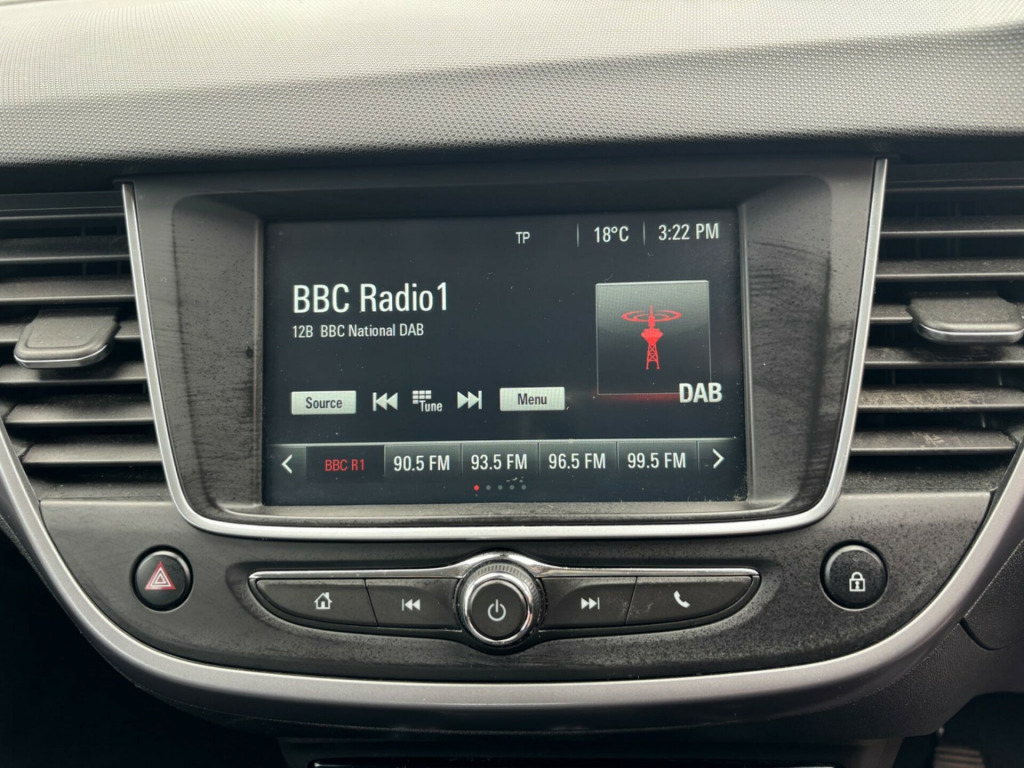 TP 18°C 3:22 PM
BBC Radio1
12B BBC National DAB
DAB
Source Tune Menu
BBC R1 90.5 FM 93.5 FM 96.5 FM 99.5 FM